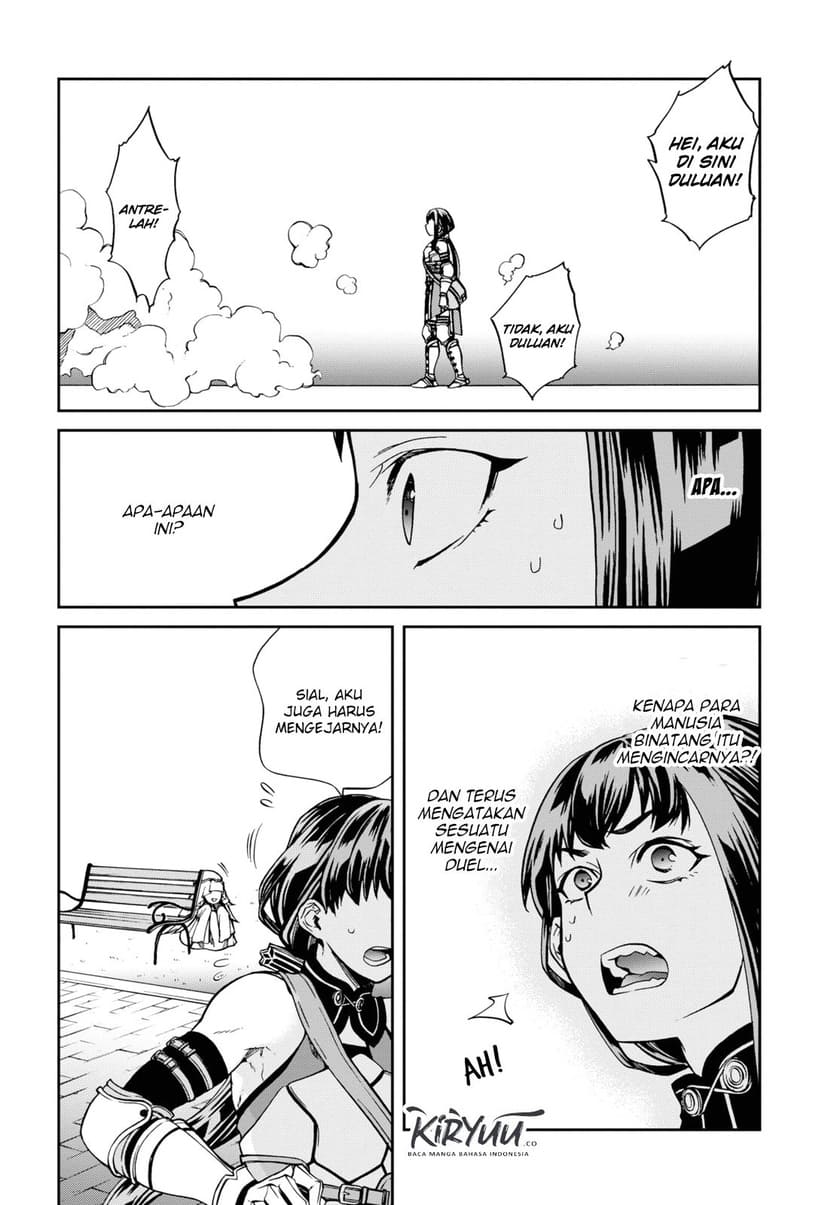 HEI, AKU
DI SINI
DULUAN!
TIDAK, AKU
DULUAN!
ANTRE-
LAH!
APA...
APA-APAAN
INI?
KENAPA PARA
MANUSIA
BINATANG ITU
MENGINCARNYA?!
DAN TERUS
MENGATAKAN
SESUATU
MENGENAI
DUEL...
AH!
SIAL, AKU
JUGA HARUS
MENGEJARNYA!
KIRYUU.CO
BACA MANGA BAHASA INDONESIA